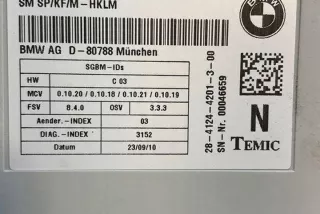 SM SP/KF/M-HKLM
BMW AG D-80788 München
SGBM-IDs
HW C 03
MCV 0.10.20 / 0.10.18 / 0.10.21 / 0.10.19
FSV 8.4.0 OSV 3.3.3
Aender.-INDEX 03
DIAG.-INDEX 3152
Datum 23/09/10
28-4124-4201-3-00
SN-Nr. 00046659
N
TEMIC